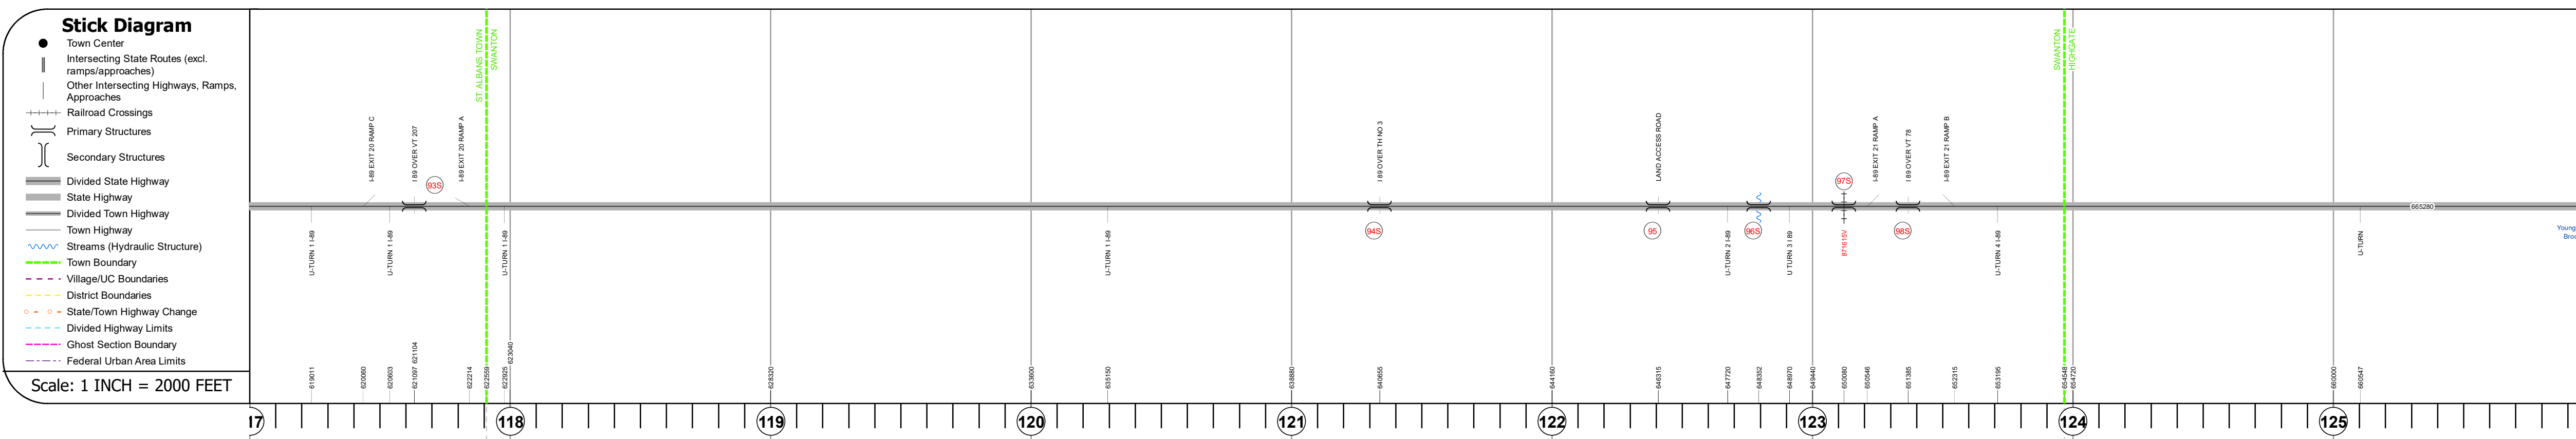 Stick Diagram
Town Center
Intersecting State Routes (excl.
ramps/approaches)
Other Intersecting Highways, Ramps,
Approaches
Railroad Crossings
Primary Structures
Secondary Structures
Divided State Highway
State Highway
Divided Town Highway
Town Highway
Streams (Hydraulic Structure)
Town Boundary
Village/UC Boundaries
District Boundaries
State/Town Highway Change
Divided Highway Limits
Ghost Section Boundary
Federal Urban Area Limits
Scale: 1 INCH = 2000 FEET
ST ALBANS TOWN
SWANTON
SWANTON
HIGHGATE
I-89 EXIT 20 RAMP C
I 89 OVER VT 207
I-89 EXIT 20 RAMP A
I 89 OVER TH NO 3
LAND ACCESS ROAD
I-89 EXIT 21 RAMP A
I 89 OVER VT 78
I-89 EXIT 21 RAMP B
93S
97S
665280
94S
95
96S
98S
U-TURN 1 I-89
U-TURN 1 I-89
U-TURN 1 I-89
U-TURN 1 I-89
U-TURN 2 I-89
U TURN 3 I 89
871615V
U-TURN 4 I-89
U-TURN
Young
Broo
619011
620080
620603
621097
621104
622214
622559
622925
623040
628320
633600
635150
638880
640655
644160
646315
647720
648352
648970
649440
650080
650546
651385
652315
653195
654548
654720
660000
660547
17
118
119
120
121
122
123
124
125